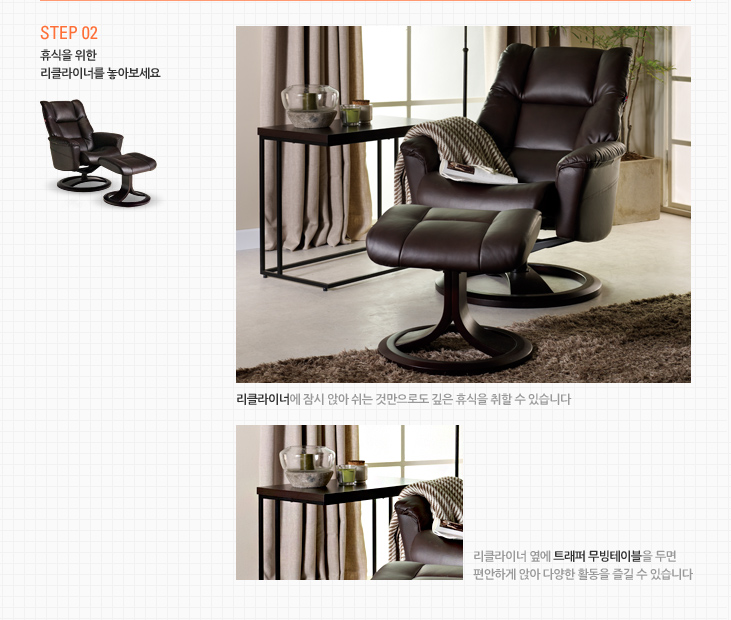 STEP 02
휴식을 위한
리클라이너를 놓아보세요
리클라이너에 잠시 앉아 쉬는 것만으로도 깊은 휴식을 취할 수 있습니다
리클라이너 옆에 트래퍼 무빙테이블을 두면
편안하게 앉아 다양한 활동을 즐길 수 있습니다